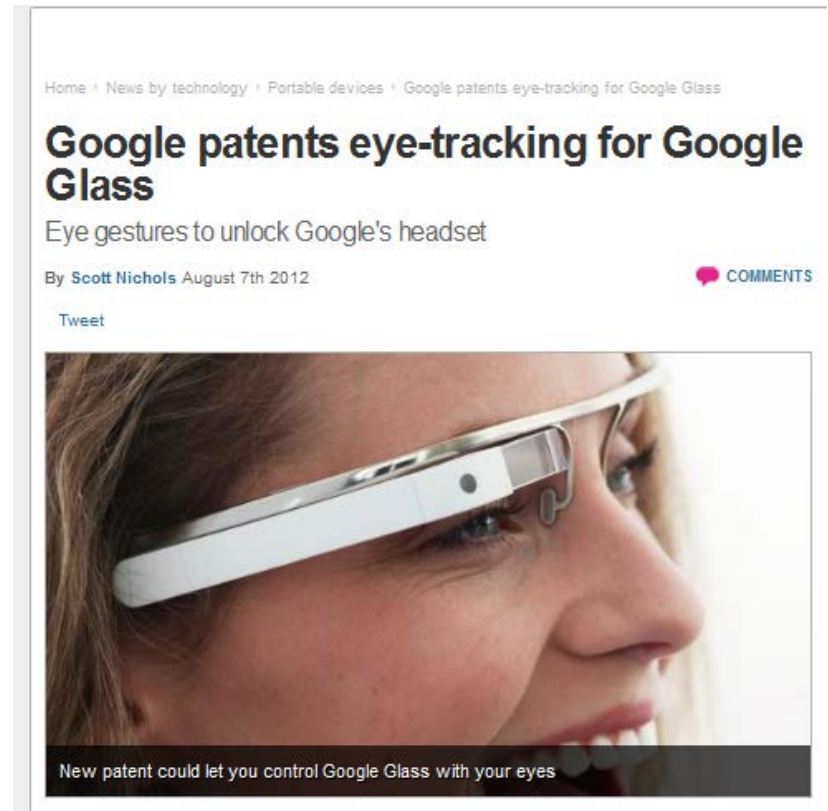 Home › News by technology › Portable devices › Google patents eye-tracking for Google Glass
Google patents eye-tracking for Google
Glass
Eye gestures to unlock Google's headset
By Scott Nichols August 7th 2012
COMMENTS
Tweet
New patent could let you control Google Glass with your eyes